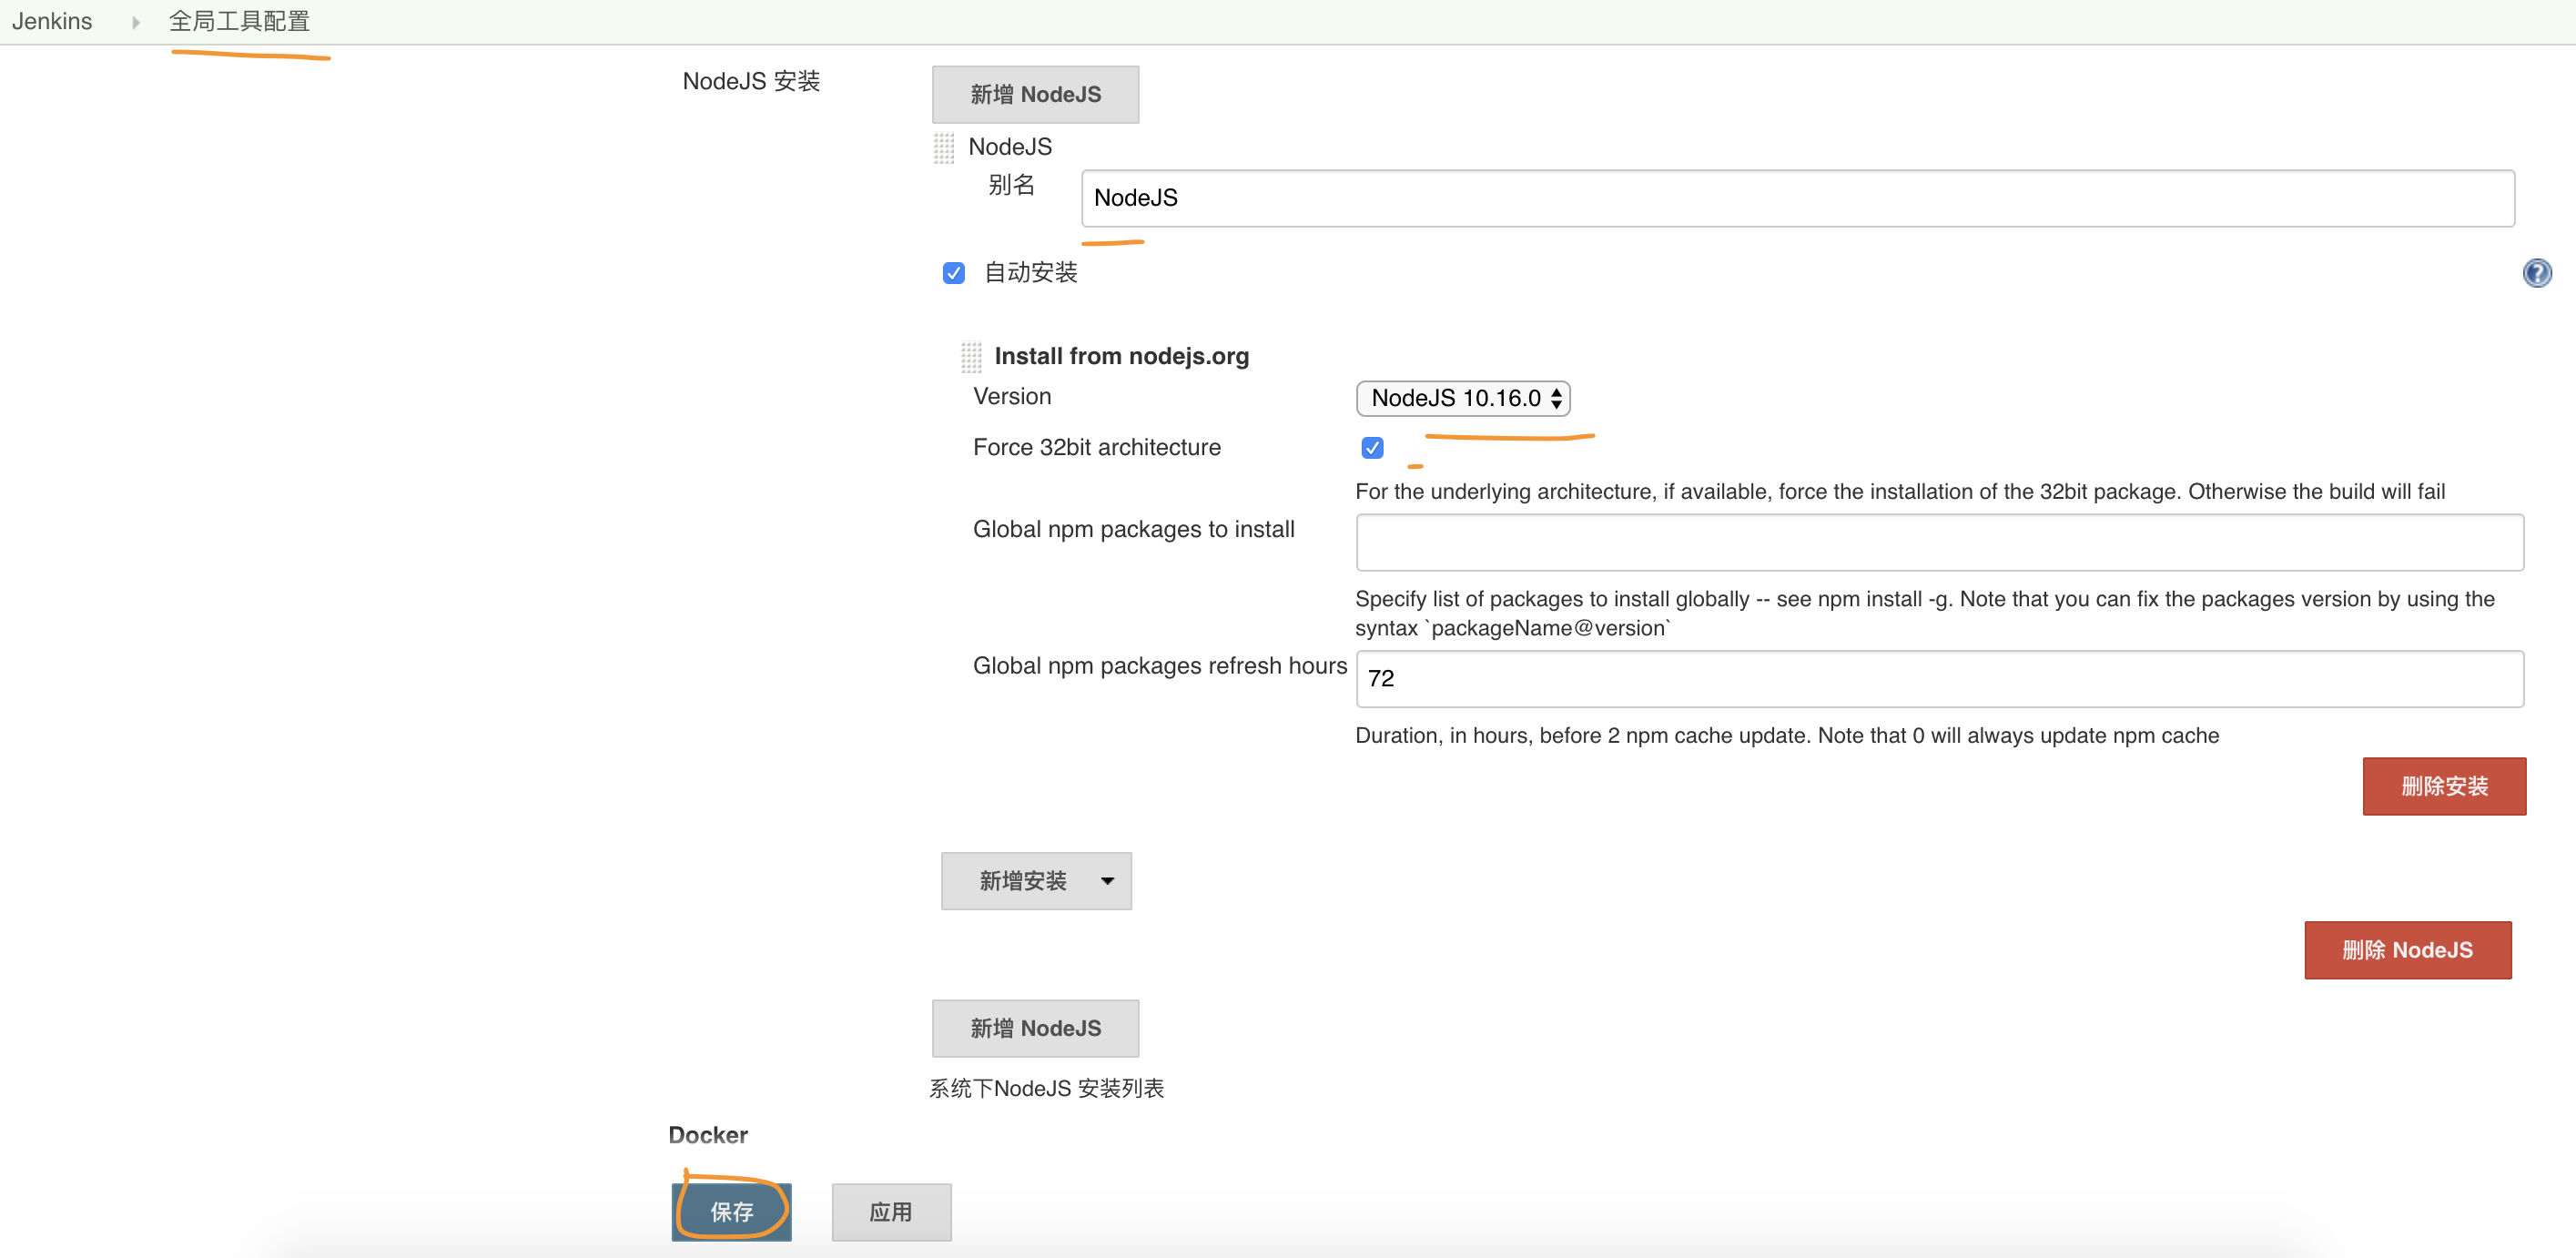 Jenkins 全局工具配置
NodeJS 安装
新增 NodeJS
NodeJS
别名
NodeJS
自动安装
Install from nodejs.org
Version
NodeJS 10.16.0
Force 32bit architecture
For the underlying architecture, if available, force the installation of the 32bit package. Otherwise the build will fail
Global npm packages to install
Specify list of packages to install globally -- see npm install -g. Note that you can fix the packages version by using the
syntax `packageName@version`
Global npm packages refresh hours
72
Duration, in hours, before 2 npm cache update. Note that 0 will always update npm cache
删除安装
新增安装
删除 NodeJS
新增 NodeJS
系统下NodeJS 安装列表
Docker
保存
应用